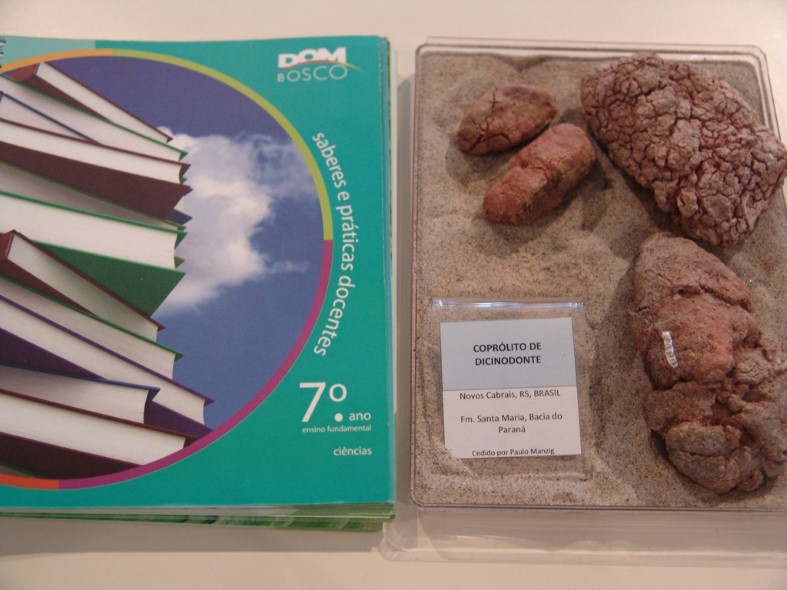 DOM
BOSCO
saberes e práticas docentes
7º. ano
ensino fundamental
ciências
COPRÓLITO DE
DICINODONTE
Novos Cabrais, RS, BRASIL
Fm. Santa Maria, Bacia do
Paraná
Cedido por Paulo Manzig